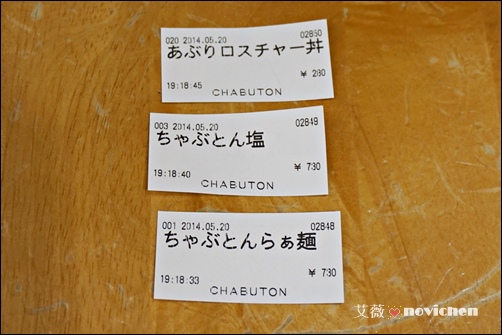 020 2014.05.20 02850
あぶりロスチャー丼
¥ 280
19:18:45
CHABUTON
003 2014.05.20 02849
ちゃぶとん塩
¥ 730
19:18:40
CHABUTON
001 2014.05.20 02848
ちゃぶとんらぁ麺
¥ 730
19:18:33
CHABUTON
艾薇 novichen